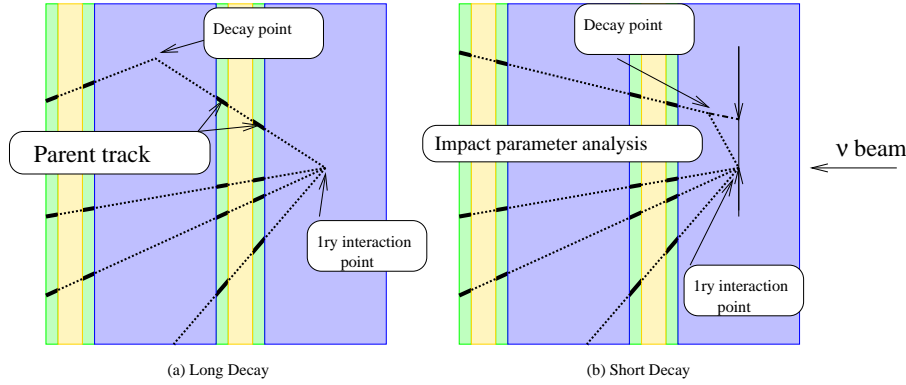 Decay point
Parent track
1ry interaction
point
(a) Long Decay
Decay point
Impact parameter analysis
ν beam
1ry interaction
point
(b) Short Decay